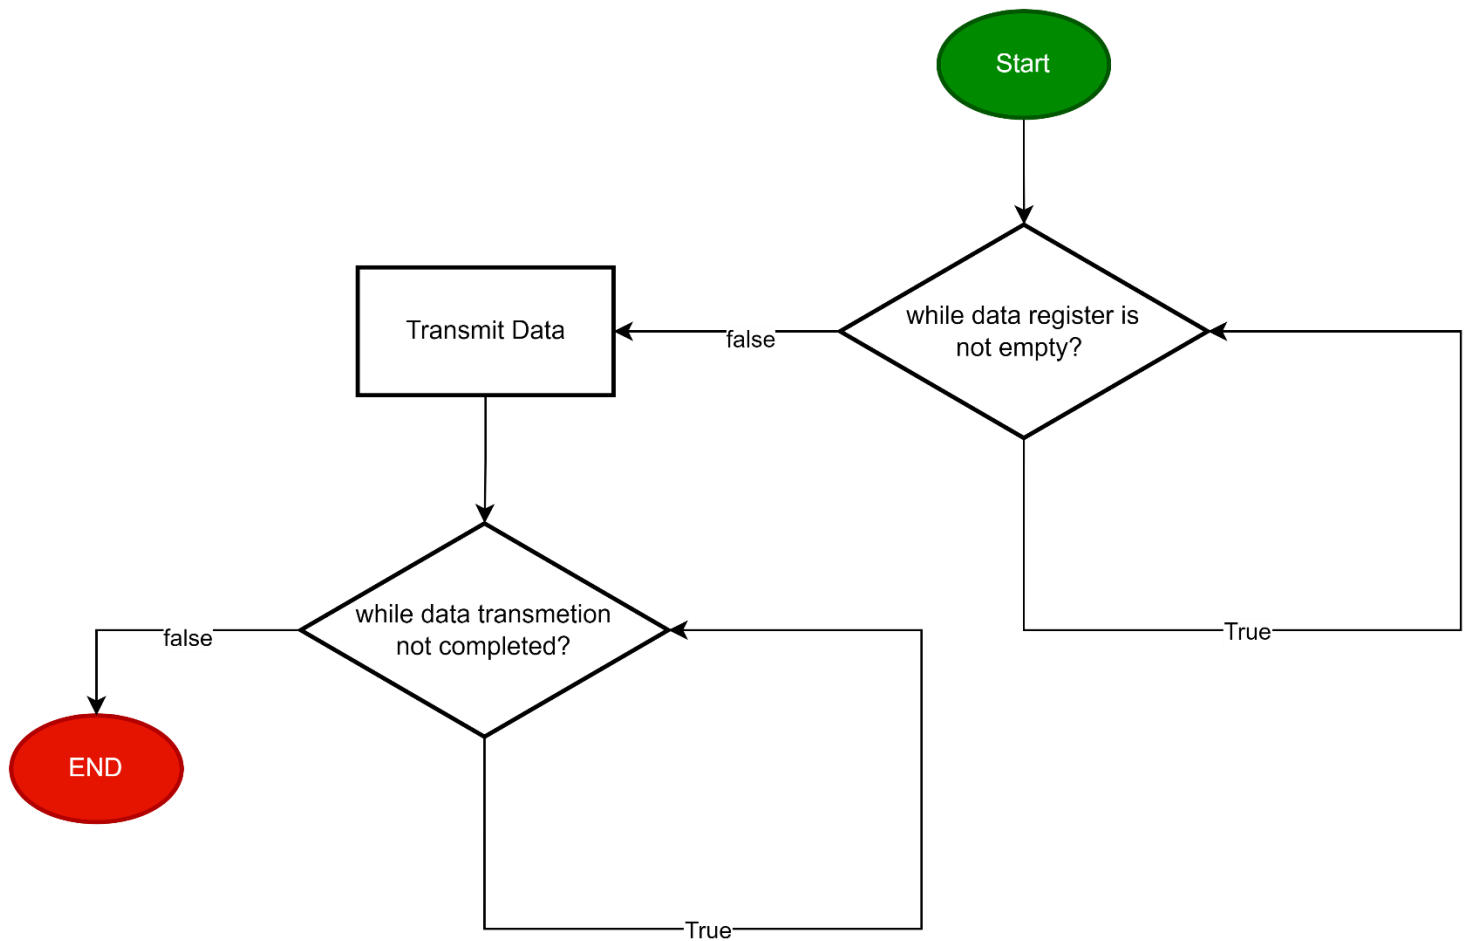 Start
while data register is
not empty?
false
Transmit Data
True
while data transmetion
not completed?
false
END
True